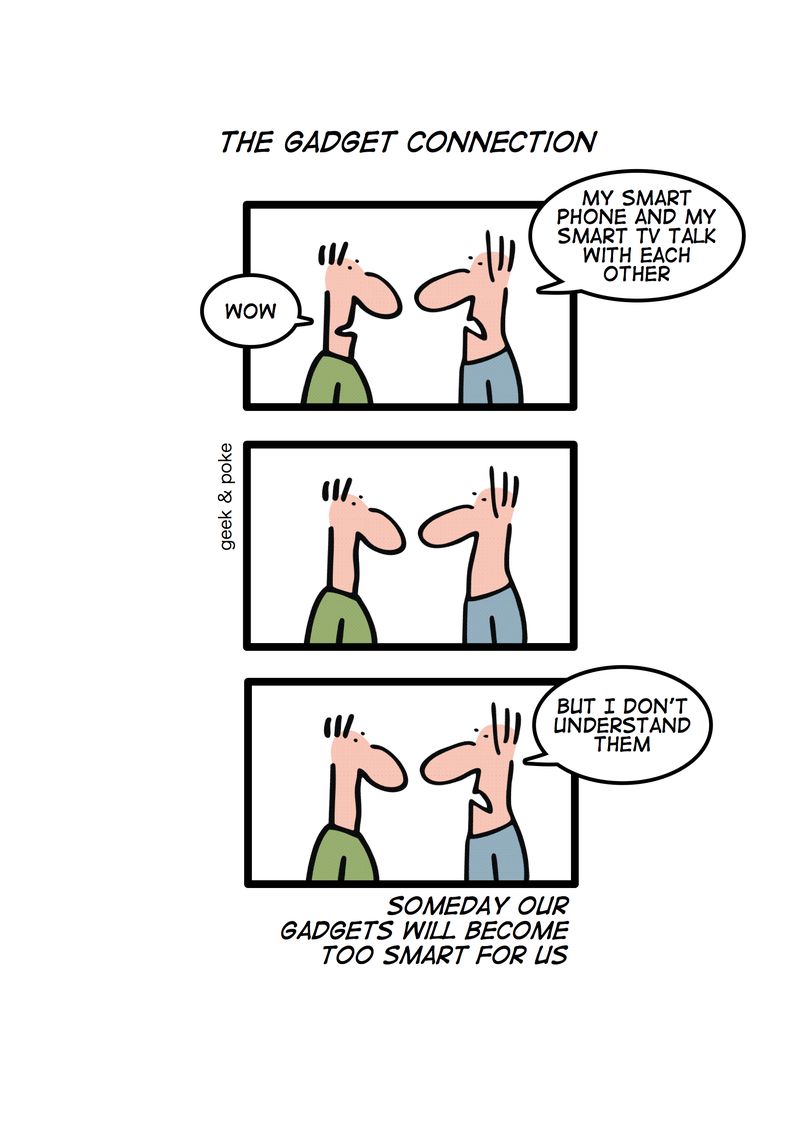 THE GADGET CONNECTION
MY SMART
PHONE AND MY
SMART TV TALK
WITH EACH
OTHER
WOW
geek & poke
BUT I DON'T
UNDERSTAND
THEM
SOMEDAY OUR
GADGETS WILL BECOME
TOO SMART FOR US